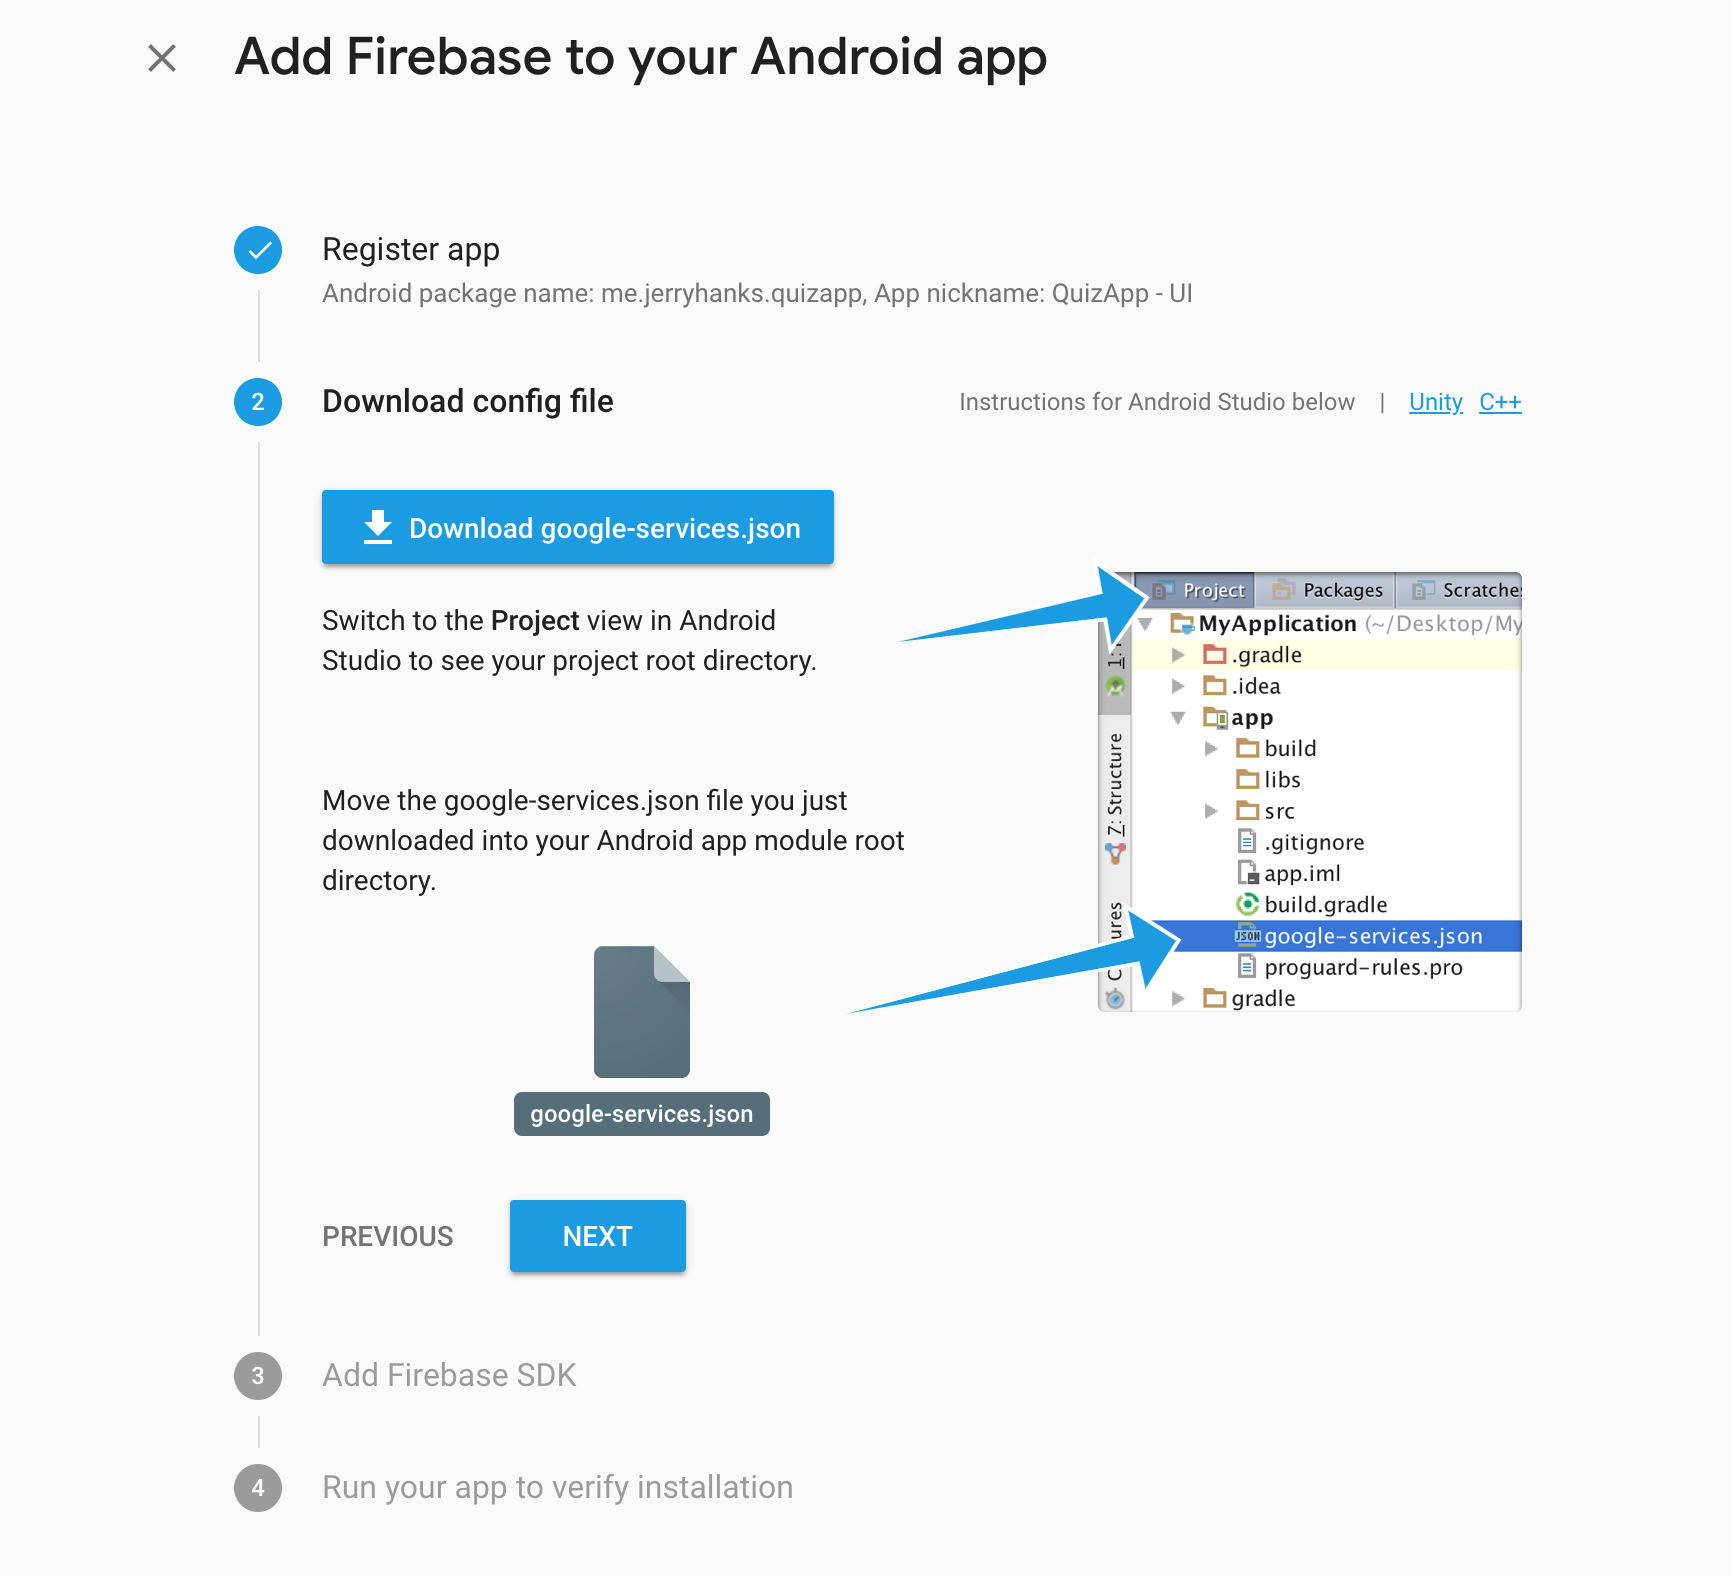 Add Firebase to your Android app
Register app
Android package name: me.jerryhanks.quizapp, App nickname: QuizApp - UI
2
Download config file
Instructions for Android Studio below | Unity C++
Download google-services.json
Switch to the Project view in Android
Studio to see your project root directory.
Move the google-services.json file you just
downloaded into your Android app module root
directory.
google-services.json
Project Packages Scratches
MyApplication (~/Desktop/My
.gradle
.idea
app
build
libs
src
.gitignore
app.iml
build.gradle
JSON google-services.json
proguard-rules.pro
gradle
1:
7: Structure
PREVIOUS
NEXT
3
Add Firebase SDK
4
Run your app to verify installation